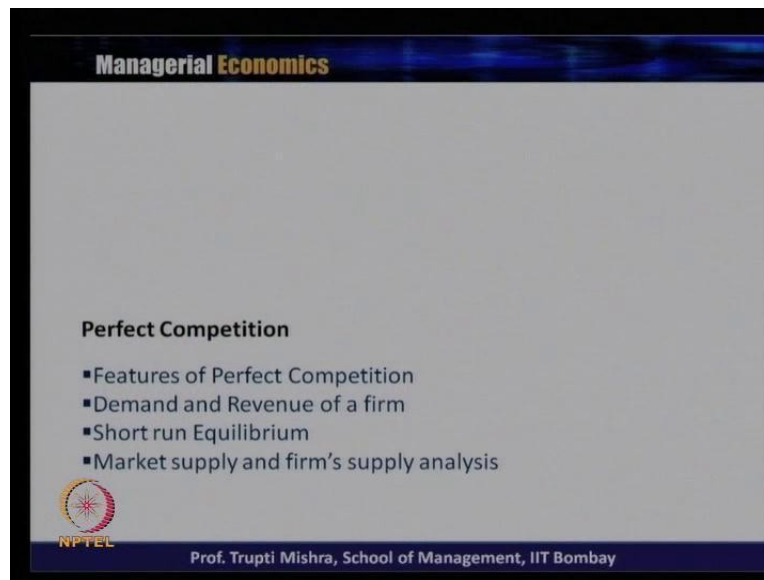 Managerial Economics
Perfect Competition
▪Features of Perfect Competition
▪Demand and Revenue of a firm
▪Short run Equilibrium
▪Market supply and firm's supply analysis
NPTEL
Prof. Trupti Mishra, School of Management, IIT Bombay